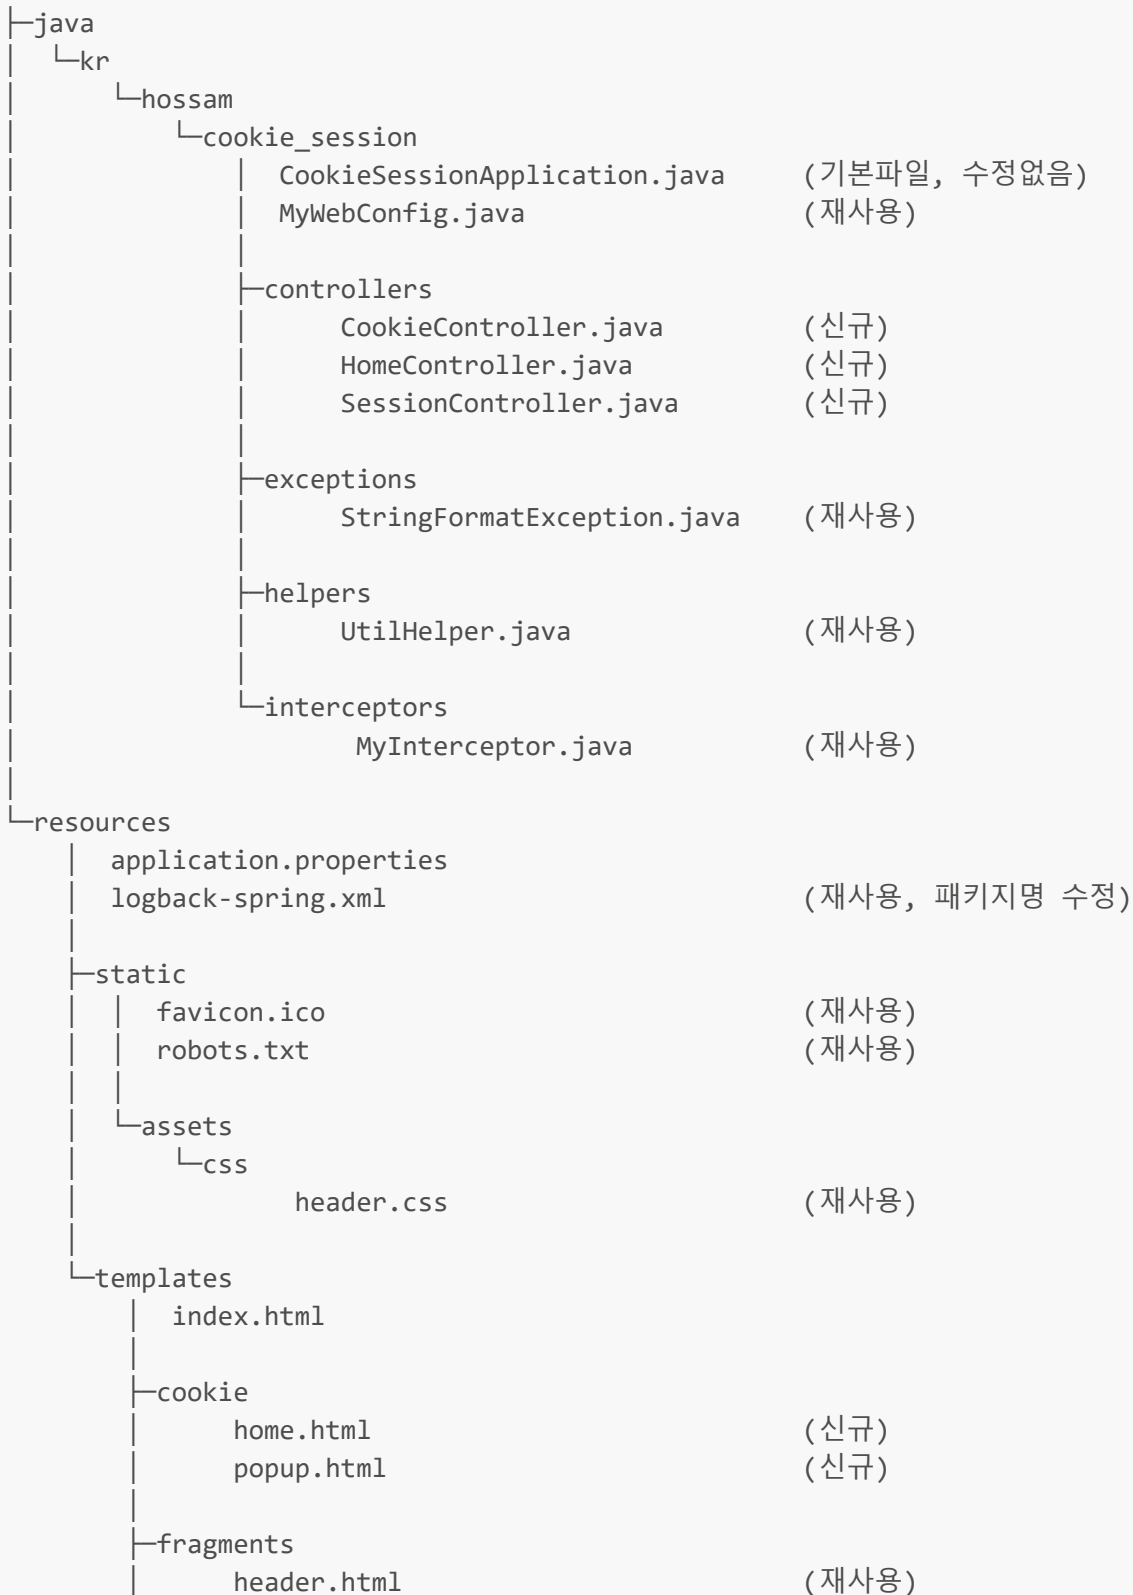 ├─java
│  └─kr
│      └─hossam
│          └─cookie_session
│              │  CookieSessionApplication.java     (기본파일, 수정없음)
│              │  MyWebConfig.java                  (재사용)
│              │
│              ├─controllers
│              │      CookieController.java         (신규)
│              │      HomeController.java           (신규)
│              │      SessionController.java        (신규)
│              │
│              ├─exceptions
│              │      StringFormatException.java    (재사용)
│              │
│              ├─helpers
│              │      UtilHelper.java               (재사용)
│              │
│              └─interceptors
│                      MyInterceptor.java           (재사용)
│
└─resources
    │  application.properties
    │  logback-spring.xml                           (재사용, 패키지명 수정)
    │
    ├─static
    │  │  favicon.ico                               (재사용)
    │  │  robots.txt                                (재사용)
    │  │
    │  └─assets
    │      └─css
    │              header.css                       (재사용)
    │
    └─templates
        │  index.html
        │
        ├─cookie
        │      home.html                            (신규)
        │      popup.html                           (신규)
        │
        ├─fragments
        │      header.html                          (재사용)